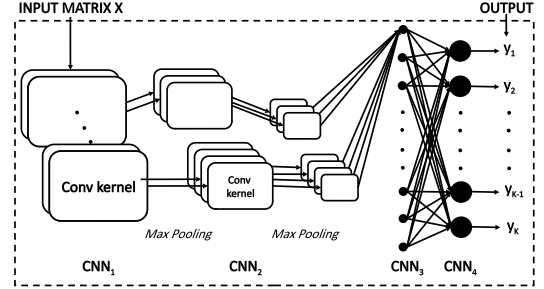 INPUT MATRIX X
OUTPUT
y1
y2
Conv kernel
Conv
kernel
yK-1
yK
Max Pooling
Max Pooling
CNN1
CNN2
CNN3
CNN4